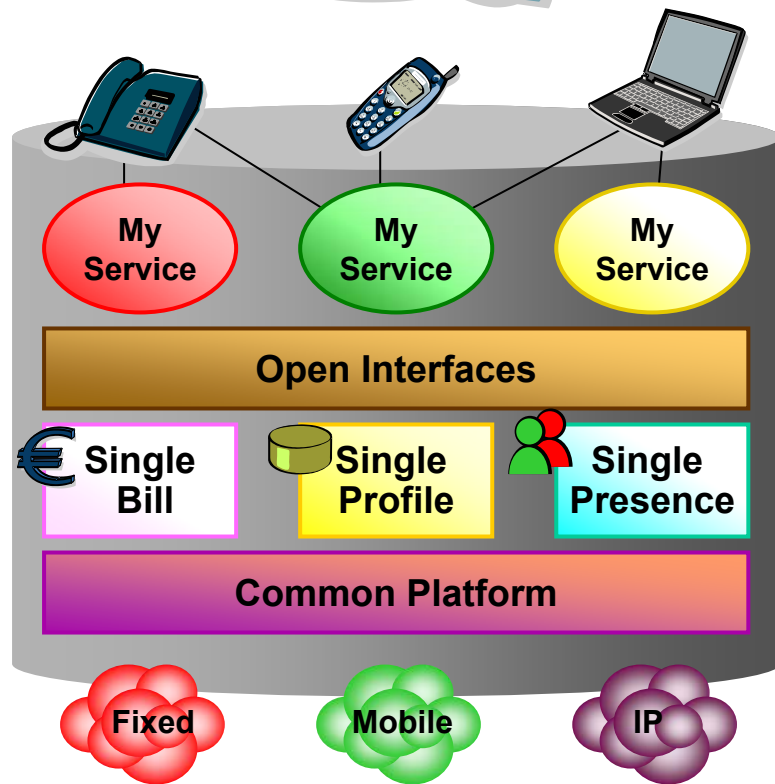 My
Service
My
Service
My
Service
Open Interfaces
Single
Bill
Single
Profile
Single
Presence
Common Platform
Fixed
Mobile
IP